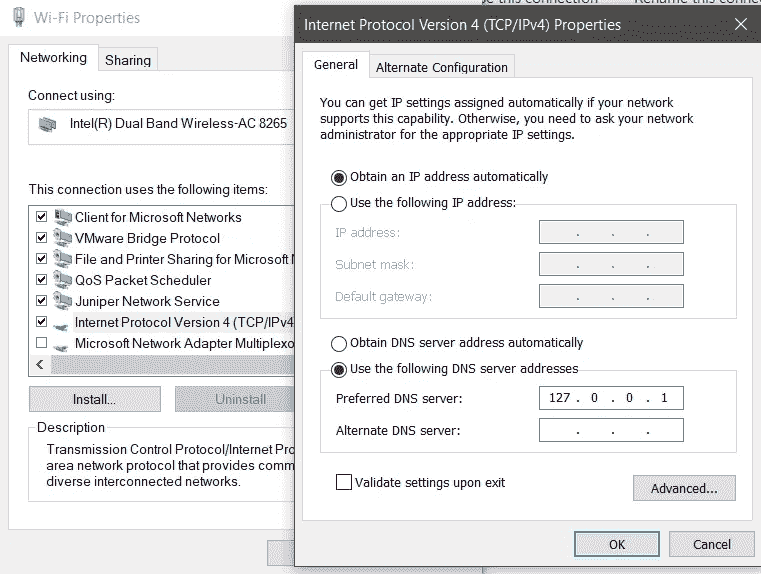 Wi-Fi Properties
Networking
Sharing
Connect using:
Intel(R) Dual Band Wireless-AC 8265
This connection uses the following items:
Client for Microsoft Networks
VMware Bridge Protocol
File and Printer Sharing for Microsoft
QoS Packet Scheduler
Juniper Network Service
Internet Protocol Version 4 (TCP/IPv4
Microsoft Network Adapter Multiplexo
Install...
Uninstall
Description
Transmission Control Protocol/Internet Pro
area network protocol that provides comm
diverse interconnected networks.
this connection
Internet Protocol Version 4 (TCP/IPv4) Properties
General
Alternate Configuration
You can get IP settings assigned automatically if your network
supports this capability. Otherwise, you need to ask your network
administrator for the appropriate IP settings.
Obtain an IP address automatically
Use the following IP address:
IP address:
. . .
Subnet mask:
. . .
Default gateway:
. . .
Obtain DNS server address automatically
Use the following DNS server addresses
Preferred DNS server:
127 . 0 . 0 . 1
Alternate DNS server:
. . .
Validate settings upon exit
Advanced...
OK
Cancel